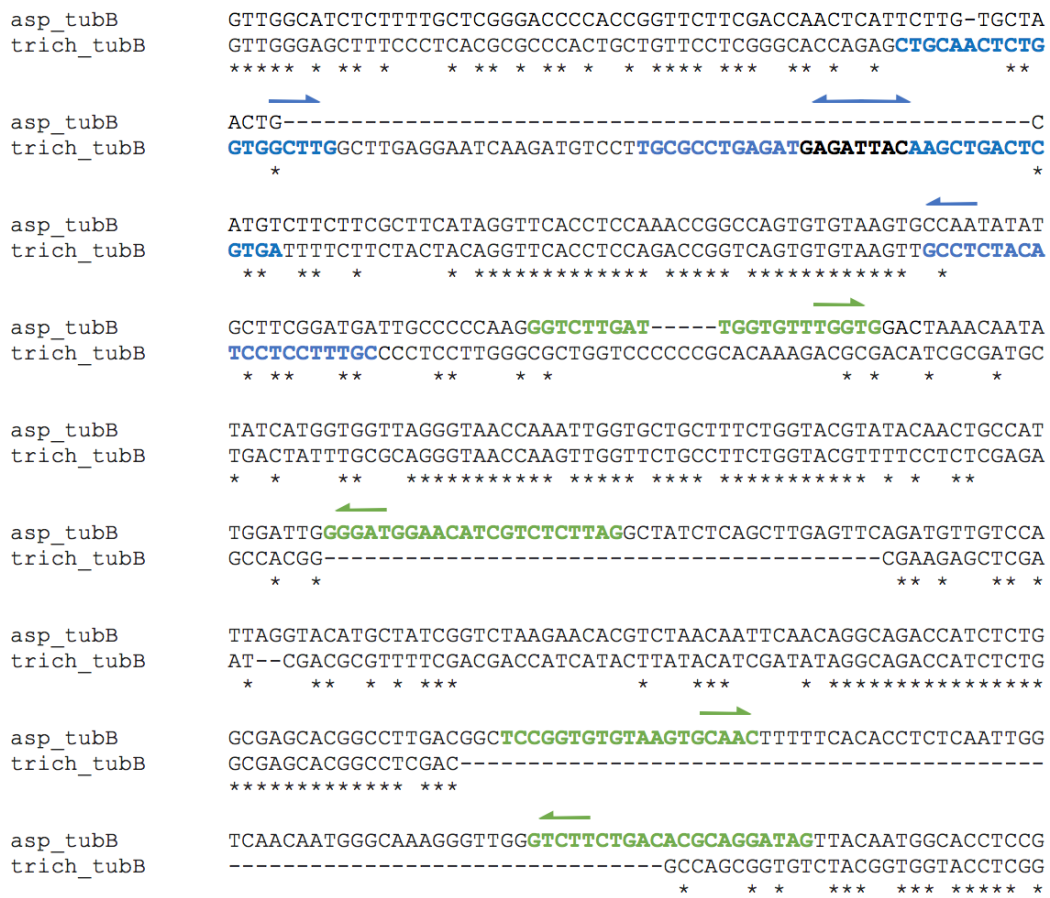 asp_tubB GTTGGCATCTCTTTTGCTCGGGACCCCACCGGTTCTTCGACCAACTCATTCTTG-TGCTA
trich_tubB GTTGGGAGCTTTCCCTCACGCGCCCACTGCTGTTCCTCGGGCACCAGAGCTGCAACTCTG
***** * ** *    * ** * *  *  * **** ***  ** *  *         **
asp_tubB ACTG-------------------------------------------------------C
trich_tubB GTGGCTTGGCTTGAGGAATCAAGATGTCCTTGCGCCTGAGATGAGATTACAAGCTGACTC
*                                                       *
asp_tubB ATGTCTTCTTCGCTTCATAGGTTCACCTCCAAACCGGCCAGTGTGTAAGTGCCAATATAT
trich_tubB GTGATTTTCTTCTACTACAGGTTCACCTCCAGACCGGTCAGTGTGTAAGTTGCCTCTACA
**  **  *      * ************* ***** ************  *
asp_tubB GCTTCGGATGATTGCCCCCAAGGGTCTTGAT-----TGGTGTTTGGTGGACTAAACAATA
trich_tubB TCCTCCTTTGCCCCTCCTTGGGCGCTGGTCCCCCCGCACAAAGACGCGACATCGCGATGC
* **   **     **    * *                      * *   *    *
asp_tubB TATCATGGTGGTTAGGGTAACCAAATTGGTGCTGCTTTCTGGTACGTATACAACTGCCAT
trich_tubB TGACTATTTGCGCAGGGTAACCAAGTTGGTTCTGCCTTCTGGTACGTTTTCCTCTCGAGA
*  *    **   *********** ***** **** *********** * *  **
asp_tubB TGGATTGGGGATGGAACATCGTCTCTTAGGCTATCTCAGCTTGAGTTCAGATGTTGTCCA
trich_tubB GCCACGG-----------------------------------------CGAAGAGCTCGA
*  *                                          ** *   ** *
asp_tubB TTAGGTACATGCTATCGGTCTAAGAACACGTCTAACAATTCAACAGGCAGACCATCTCTG
trich_tubB AT--CGACGCGTTTTCGACGACCATCATACTTATACATCGATATAGGCAGACCATCTCTG
*    **  * * ***             *   ***     * ****************
asp_tubB GCGAGCACGGCCTTGACGGCTCCGGTGTGTAAGTGCAACTTTTTCACACCTCTCAATTGG
trich_tubB GCGAGCACGGCCTCGAC-------------------------------------------
************* ***
asp_tubB TCAACAATGGGCAAAGGGTTGGGTCTTCTGACACGCAGGATAGTTACAATGGCACCTCCG
trich_tubB --------------------------------GCCAGCGGTGTCTACGGTGGTACCTCGG
*    * *   ***  *** ***** *